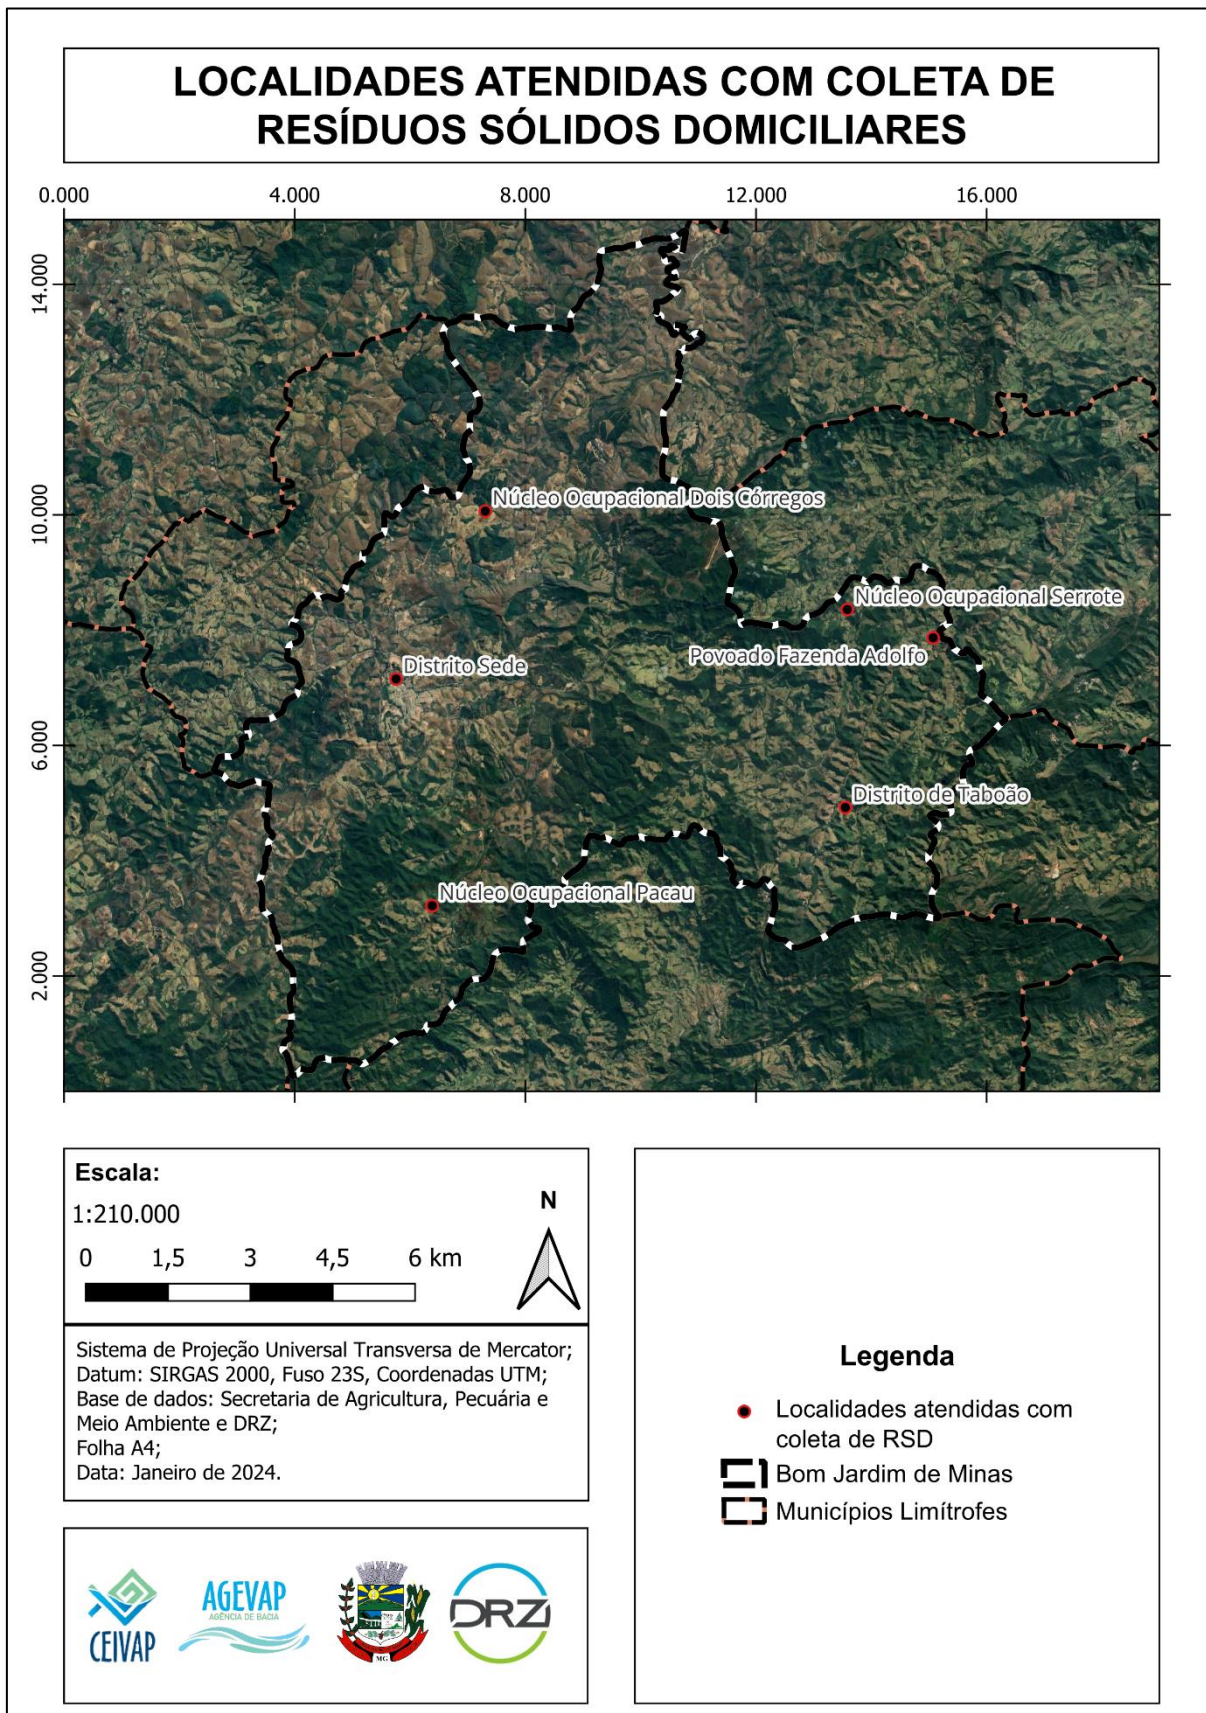 LOCALIDADES ATENDIDAS COM COLETA DE
RESÍDUOS SÓLIDOS DOMICILIARES
0.000 4.000 8.000 12.000 16.000
14.000
10.000
6.000
2.000
Núcleo Ocupacional Dois Córregos
Núcleo Ocupacional Serrote
Povoado Fazenda Adolfo
Distrito Sede
Distrito de Taboão
Núcleo Ocupacional Pacau
Escala:
1:210.000
0 1,5 3 4,5 6 km
N
Sistema de Projeção Universal Transversa de Mercator;
Datum: SIRGAS 2000, Fuso 23S, Coordenadas UTM;
Base de dados: Secretaria de Agricultura, Pecuária e
Meio Ambiente e DRZ;
Folha A4;
Data: Janeiro de 2024.
Legenda
Localidades atendidas com
coleta de RSD
Bom Jardim de Minas
Municípios Limítrofes
CEIVAP
AGEVAP
AGÊNCIA DE BACIA
MG
DRZ